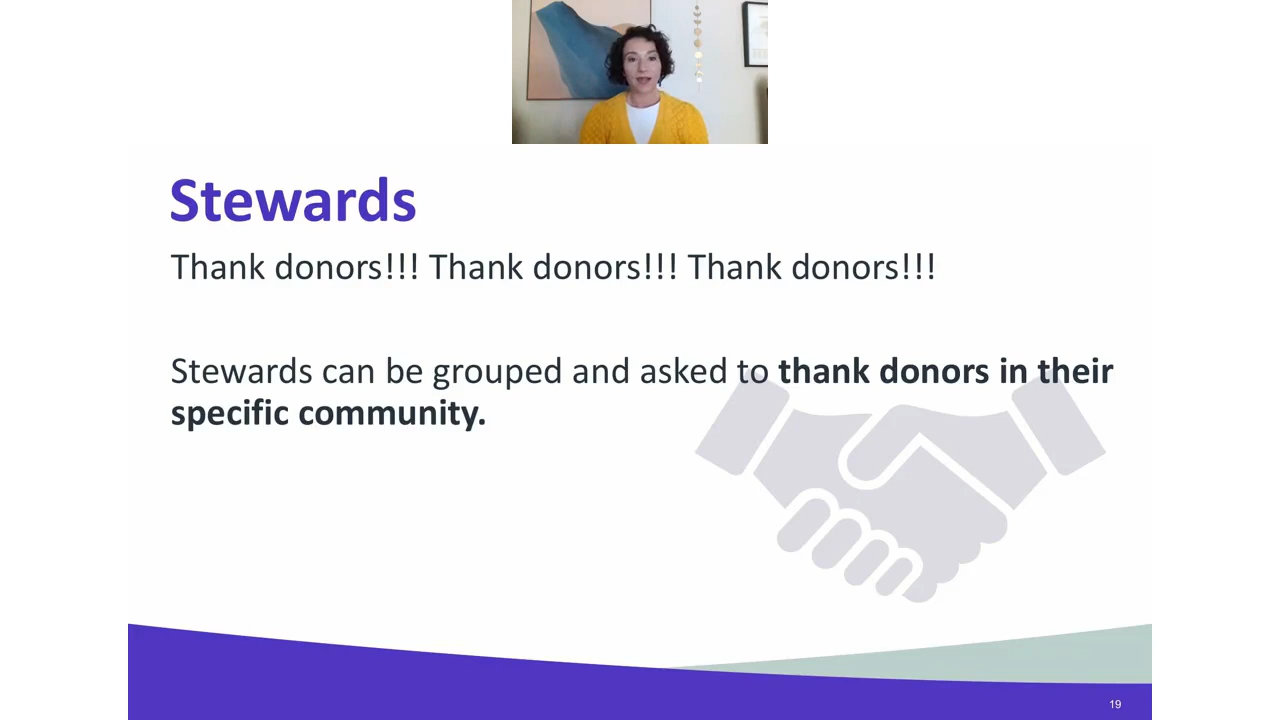 Stewards
Thank donors!!! Thank donors!!! Thank donors!!!
Stewards can be grouped and asked to thank donors in their
specific community.
19